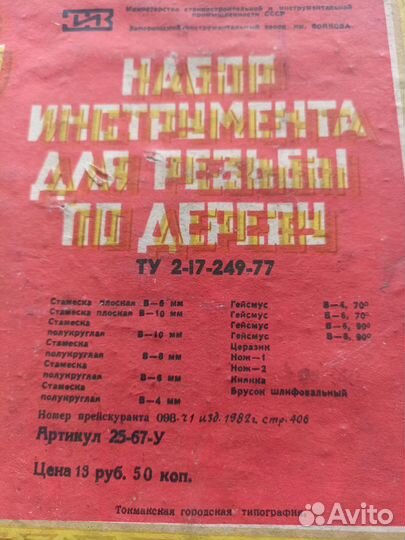 Министерство станкостроительной и инструментальной
промышленности СССР
Запорожский инструментальный завод им. ВОЙКОВА
НАБОР
ИНСТРУМЕНТА
ДЛЯ РЕЗЬБЫ
ПО ДЕРЕВУ
ТУ 2-17-249-77
Стамеска плоская В—6 мм
Стамеска плоская В—10 мм
Стамеска
полукруглая В—10 мм
Стамеска
полукруглая В—8 мм
Стамеска
полукруглая В—6 мм
Стамеска
полукруглая В—4 мм
Гейсмус В—4, 70°
Гейсмус В—6, 70°
Гейсмус В—6, 90°
Гейсмус В—8, 90°
Церазик
Нож—1
Нож—2
Клюкка
Брусок шлифовальный
Номер прейскуранта 098-21 изд. 1982г. стр. 406
Артикул 25-67-У
Цена 13 руб. 50 коп.
Токмакская городская типография
Avito